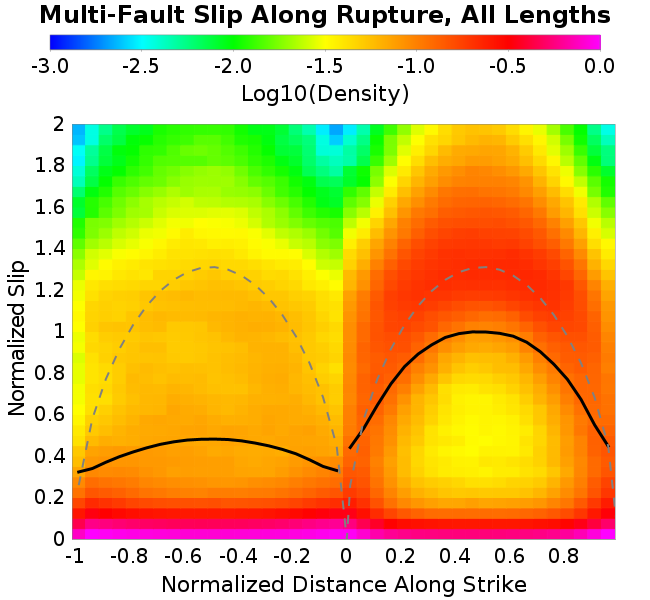 Multi-Fault Slip Along Rupture, All Lengths
-3.0 -2.5 -2.0 -1.5 -1.0 -0.5 0.0
Log10(Density)
2
1.8
1.6
1.4
1.2
1
0.8
0.6
0.4
0.2
0
Normalized Slip
-1 -0.8 -0.6 -0.4 -0.2 0 0.2 0.4 0.6 0.8
Normalized Distance Along Strike